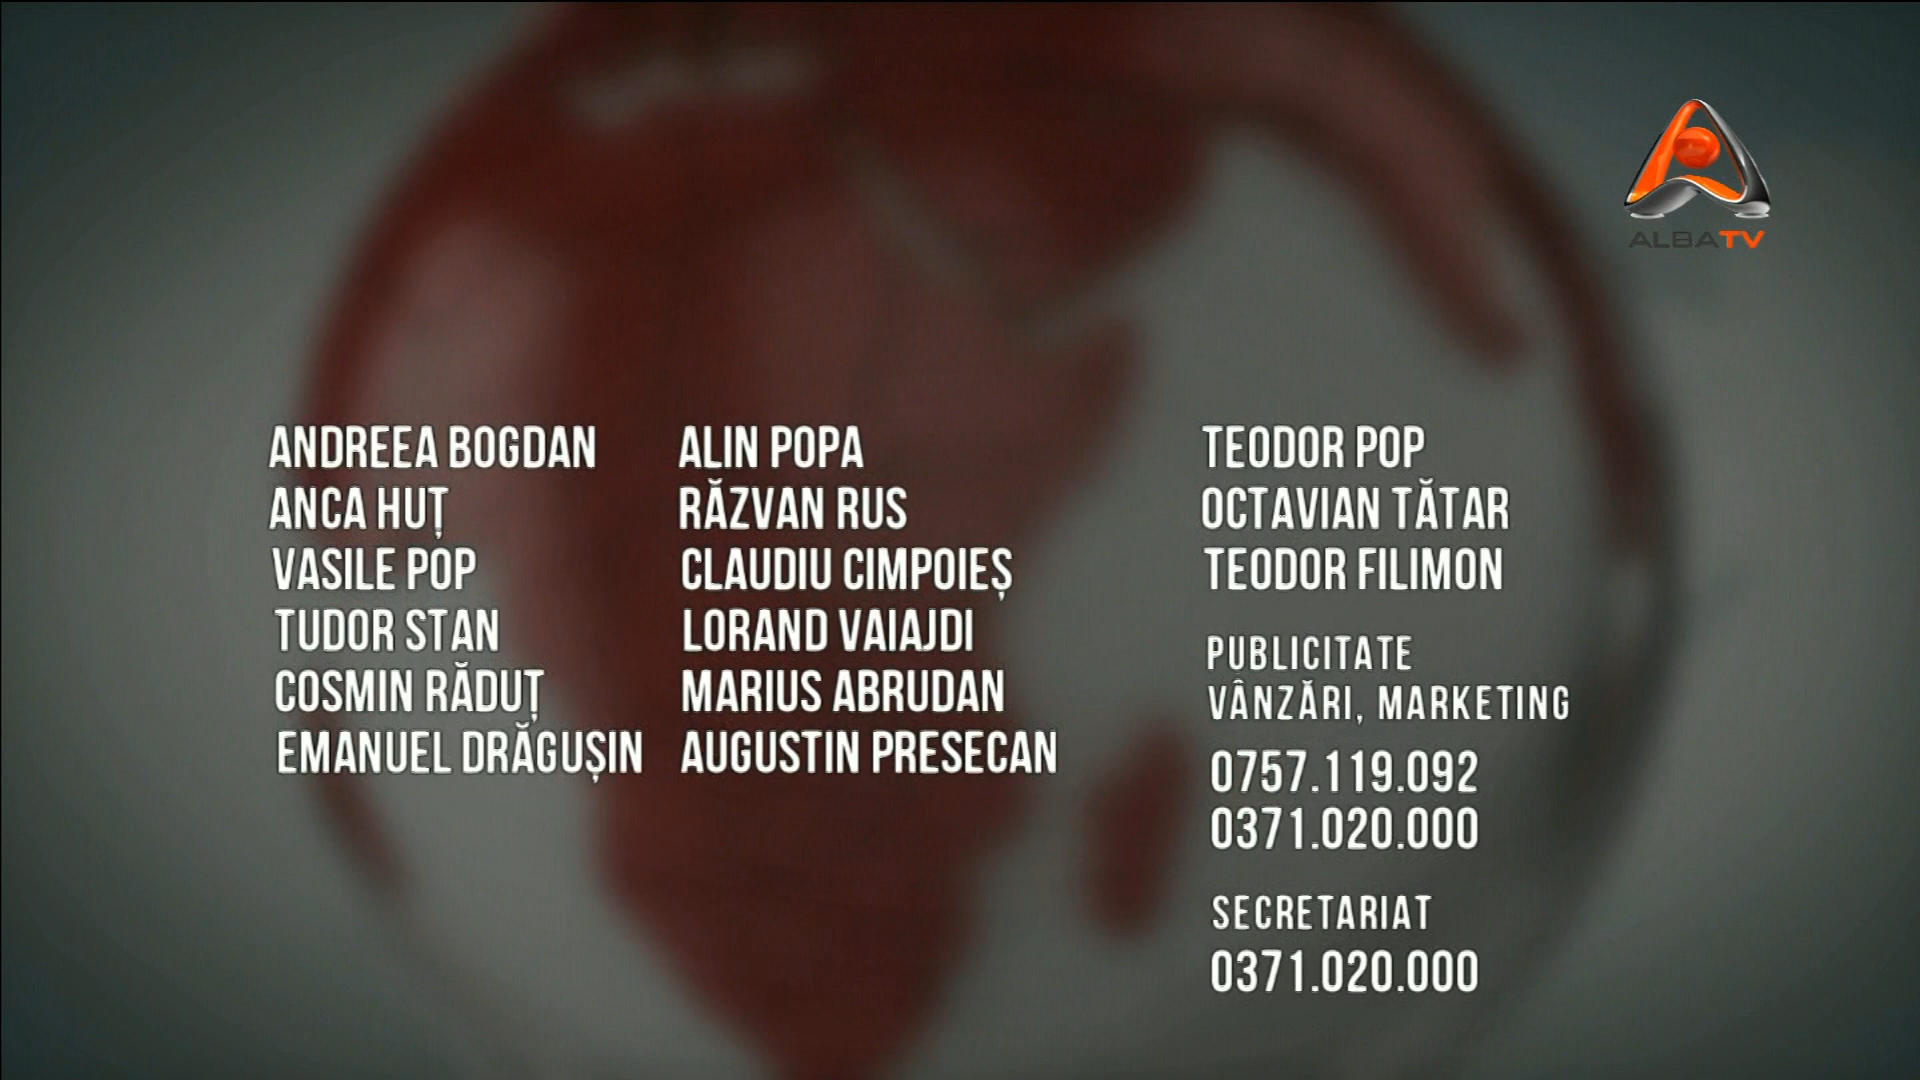 ALBATV
ANDREEA BOGDAN
ANCA HUȚ
VASILE POP
TUDOR STAN
COSMIN RĂDUȚ
EMANUEL DRĂGUȘIN
ALIN POPA
RĂZVAN RUS
CLAUDIU CIMPOIEȘ
LORAND VAIAJDI
MARIUS ABRUDAN
AUGUSTIN PRESECAN
TEODOR POP
OCTAVIAN TĂTAR
TEODOR FILIMON
PUBLICITATE
VÂNZĂRI, MARKETING
0757.119.092
0371.020.000
SECRETARIAT
0371.020.000